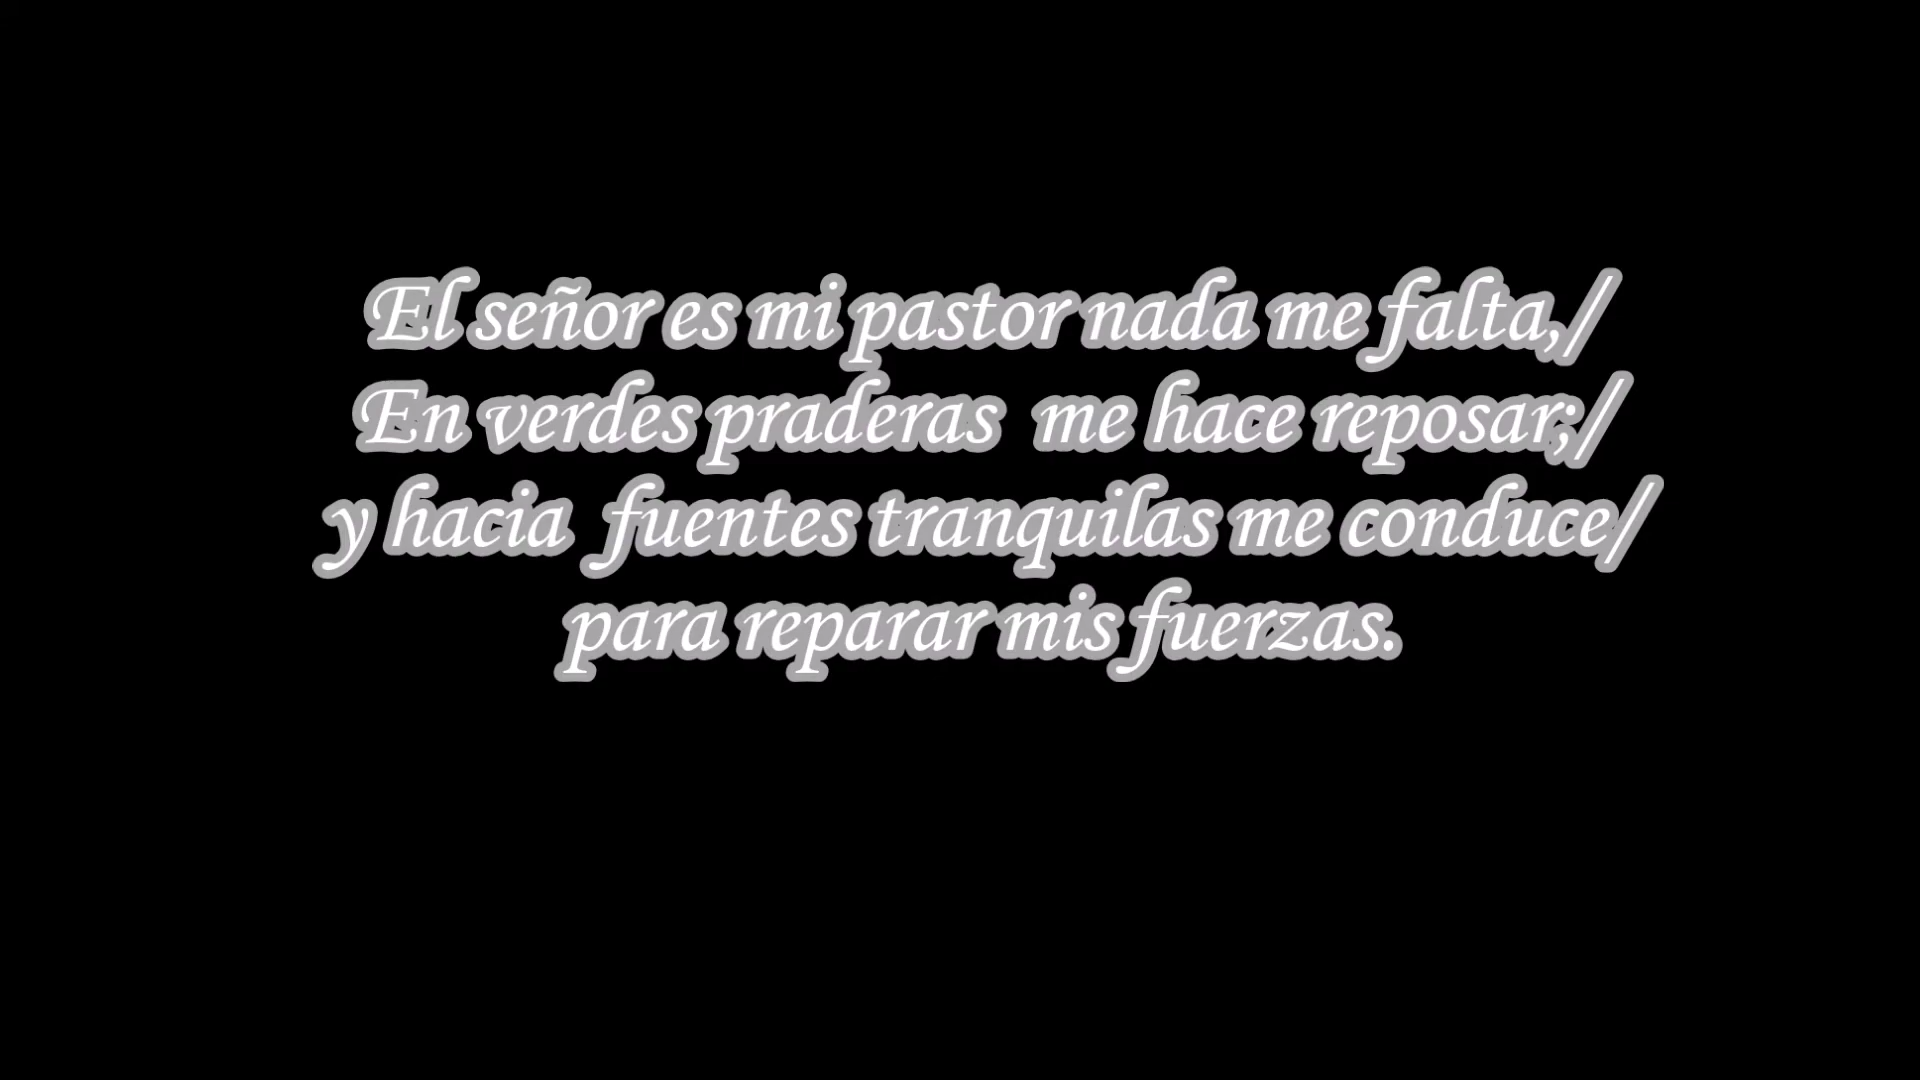 El señor es mi pastor nada me falta,/
En verdes praderas  me hace reposar;/
y hacia  fuentes tranquilas me conduce/
para reparar mis fuerzas.